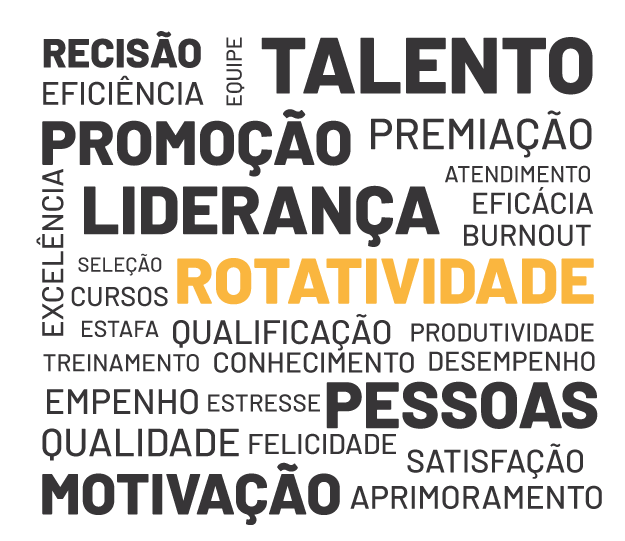 RECISÃO
EFICIÊNCIA
EQUIPE
TALENTO
PROMOÇÃO
PREMIAÇÃO
EXCELÊNCIA
LIDERANÇA
ATENDIMENTO
EFICÁCIA
BURNOUT
SELEÇÃO
CURSOS
ROTATIVIDADE
ESTAFA QUALIFICAÇÃO PRODUTIVIDADE
TREINAMENTO CONHECIMENTO DESEMPENHO
EMPENHO ESTRESSE PESSOAS
QUALIDADE FELICIDADE
SATISFAÇÃO
MOTIVAÇÃO APRIMORAMENTO